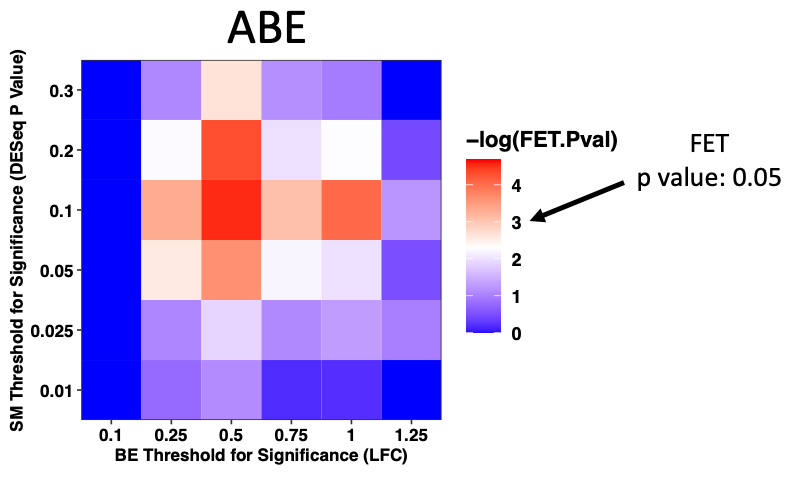 ABE
SM Threshold for Significance (DESeq P Value)
0.3
0.2
0.1
0.05
0.025
0.01
0.1 0.25 0.5 0.75 1 1.25
BE Threshold for Significance (LFC)
−log(FET.Pval)
4
3
2
1
0
FET
p value: 0.05